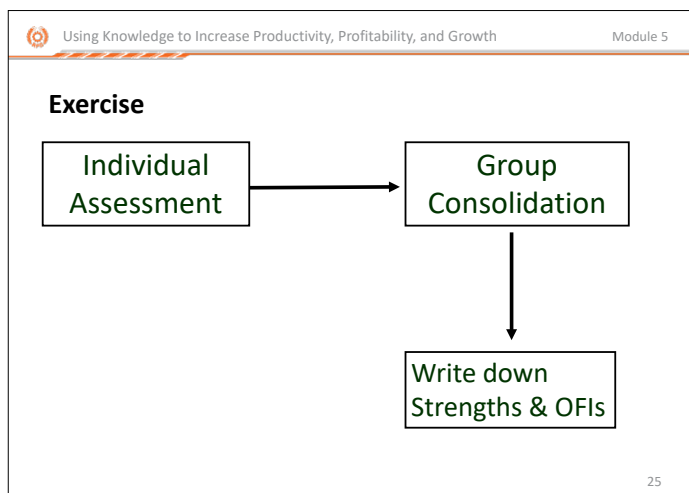 Using Knowledge to Increase Productivity, Profitability, and Growth
Module 5
Exercise
Individual
Assessment
Group
Consolidation
Write down
Strengths & OFIs
25